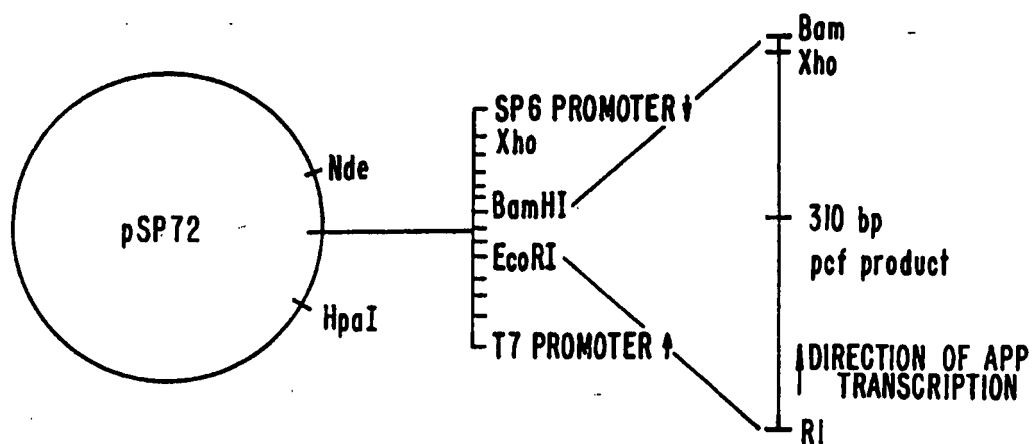 pSP72
Nde
HpaI
SP6 PROMOTER ↓
Xho
BamHI
EcoRI
T7 PROMOTER ↑
Bam
Xho
310 bp
pcf product
↑ DIRECTION OF APP
TRANSCRIPTION
RI